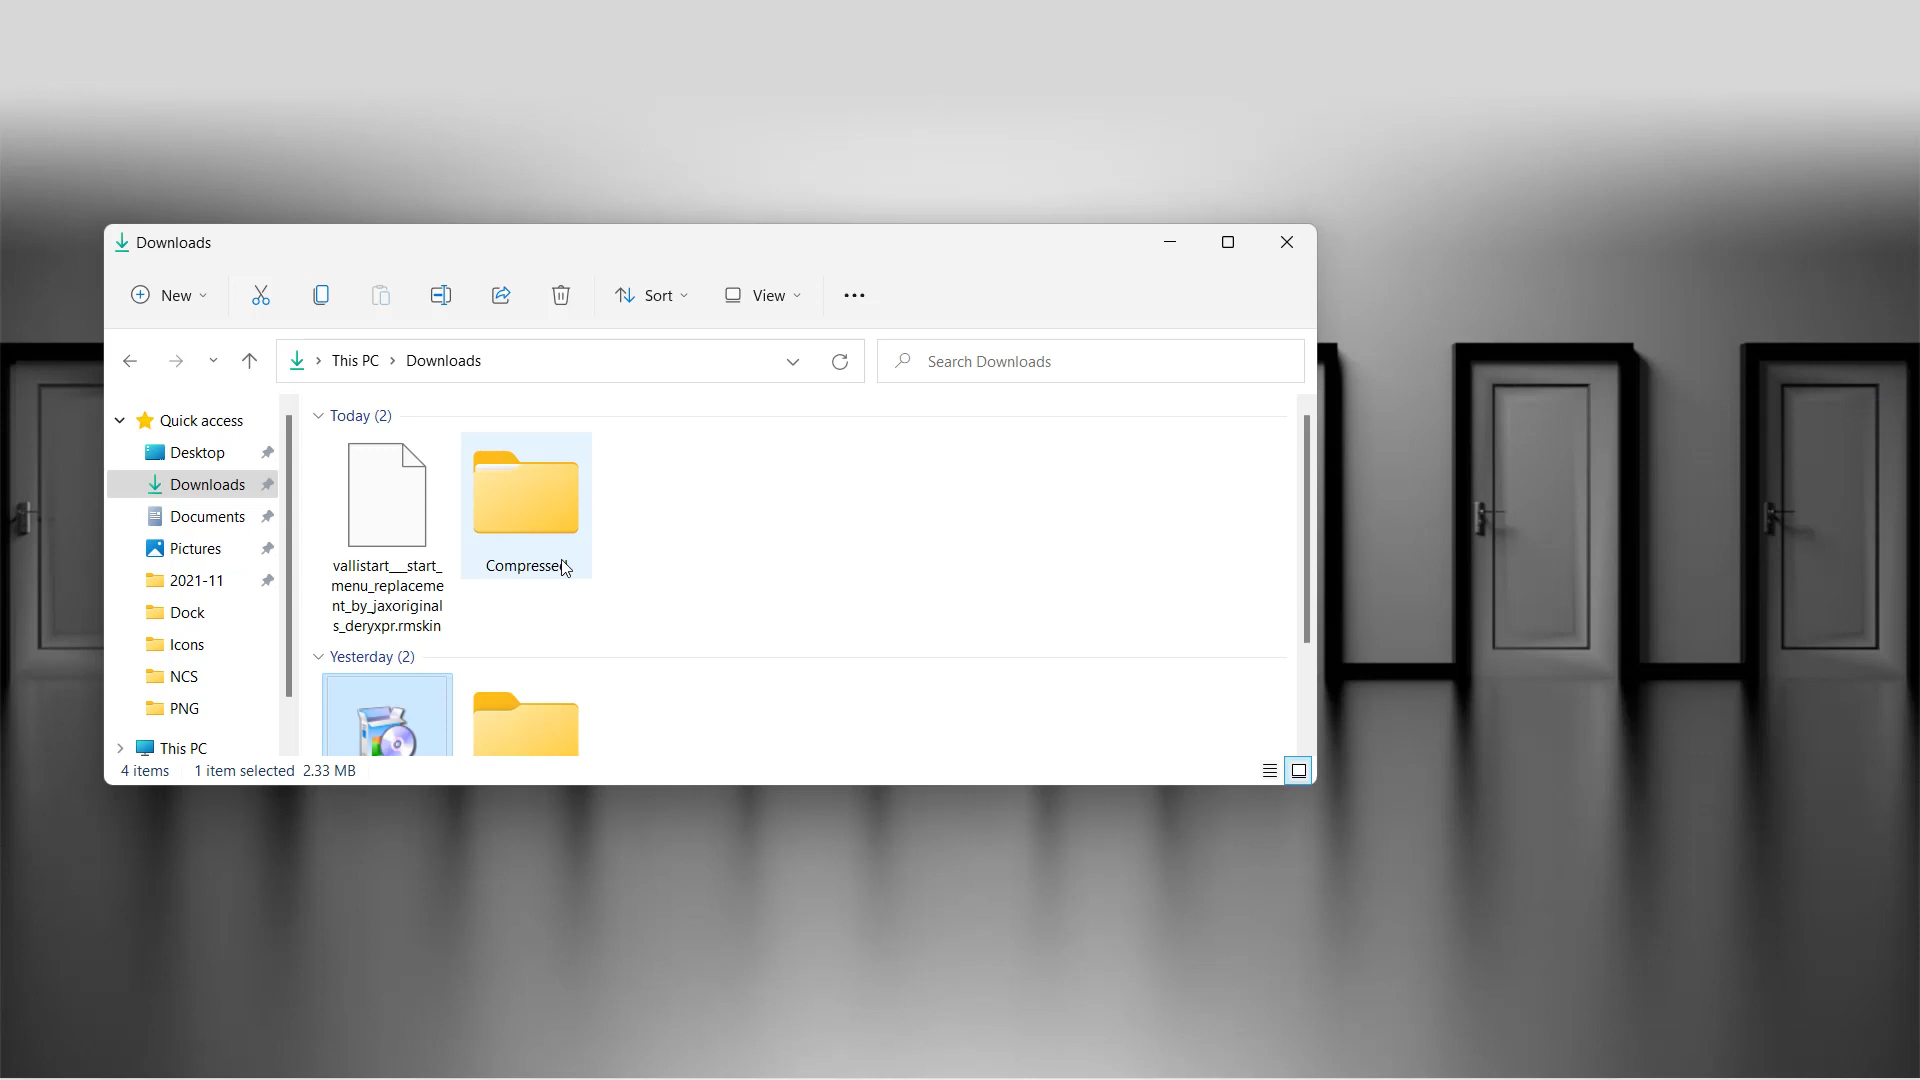 Downloads
New
Sort
View
This PC
Downloads
Search Downloads
Quick access
Desktop
Downloads
Documents
Pictures
2021-11
Dock
Icons
NCS
PNG
This PC
Today (2)
vallistart__start_
menu_replaceme
nt_by_jaxoriginal
s_deryxpr.rmskin
Compressed
Yesterday (2)
4 items
1 item selected 2.33 MB